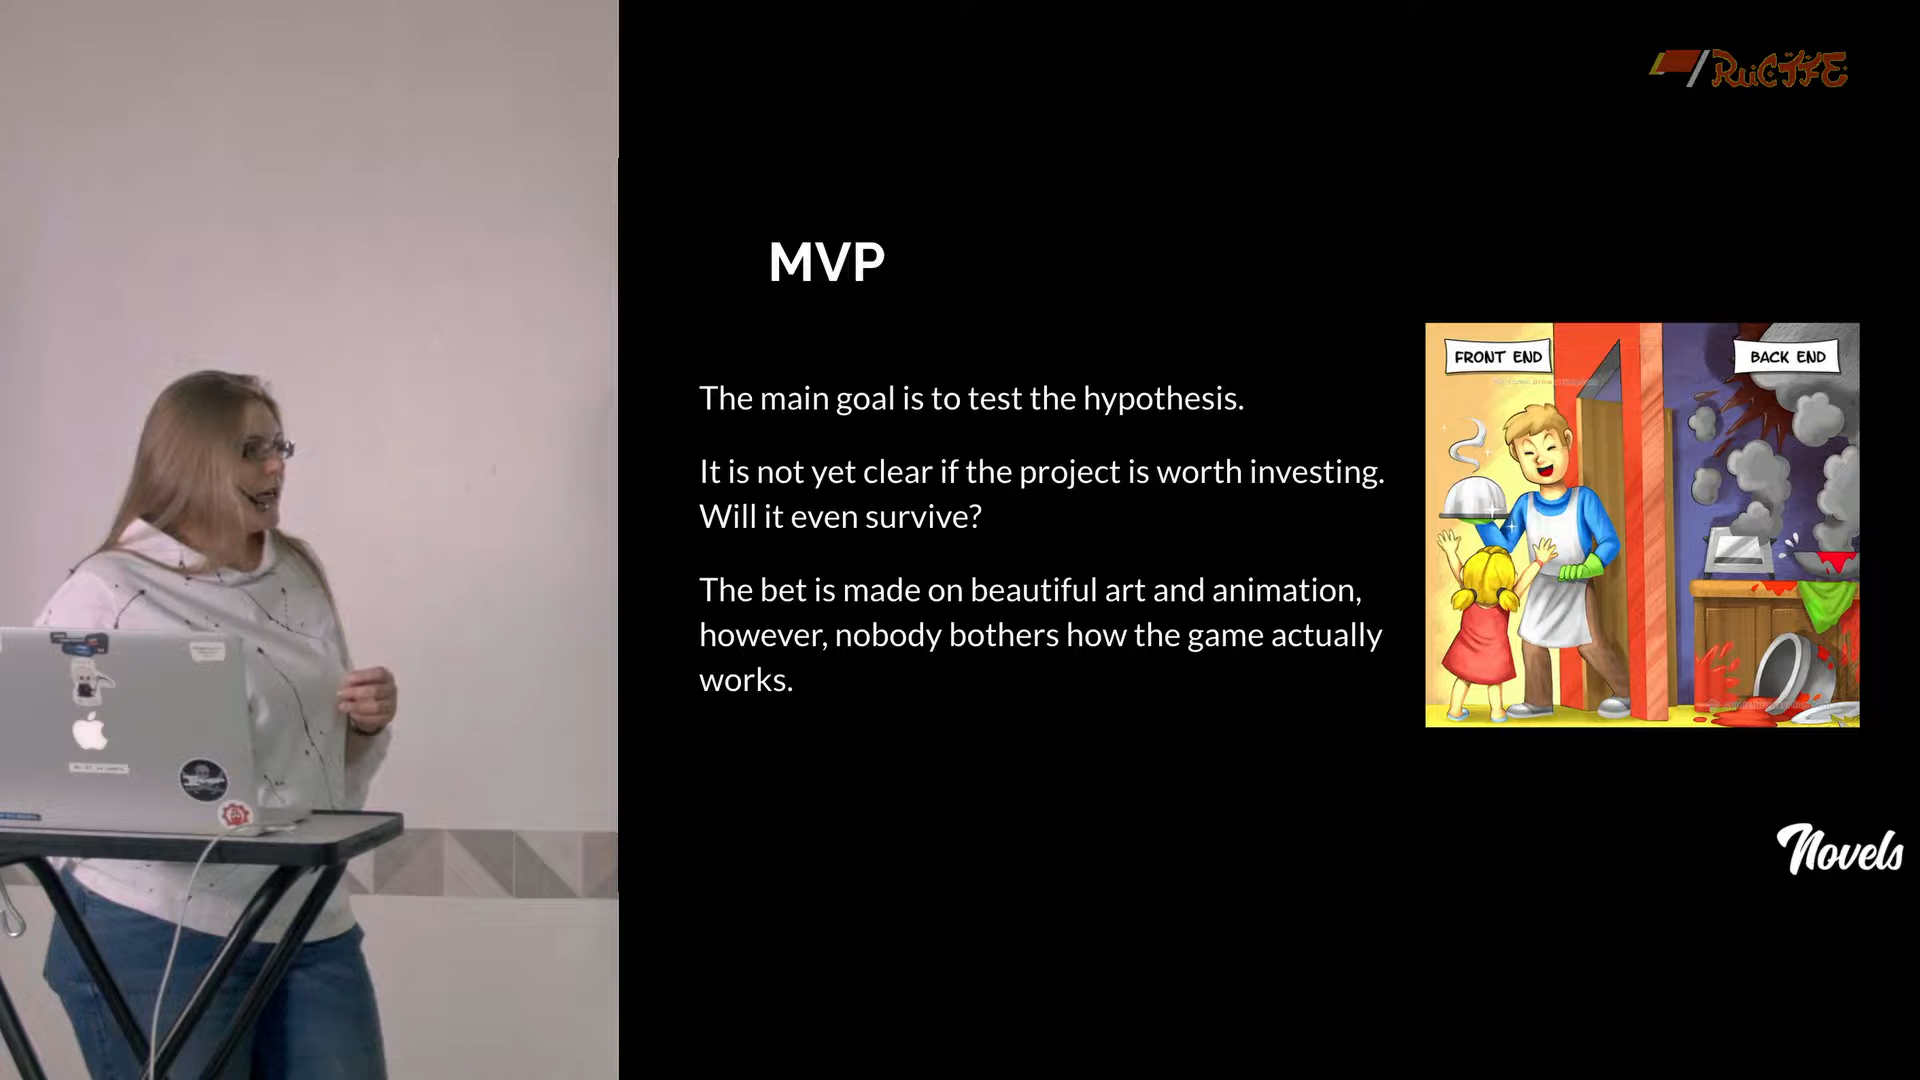 RUCTFE
MVP
The main goal is to test the hypothesis.
It is not yet clear if the project is worth investing.
Will it even survive?
The bet is made on beautiful art and animation,
however, nobody bothers how the game actually
works.
FRONT END
BACK END
Novels